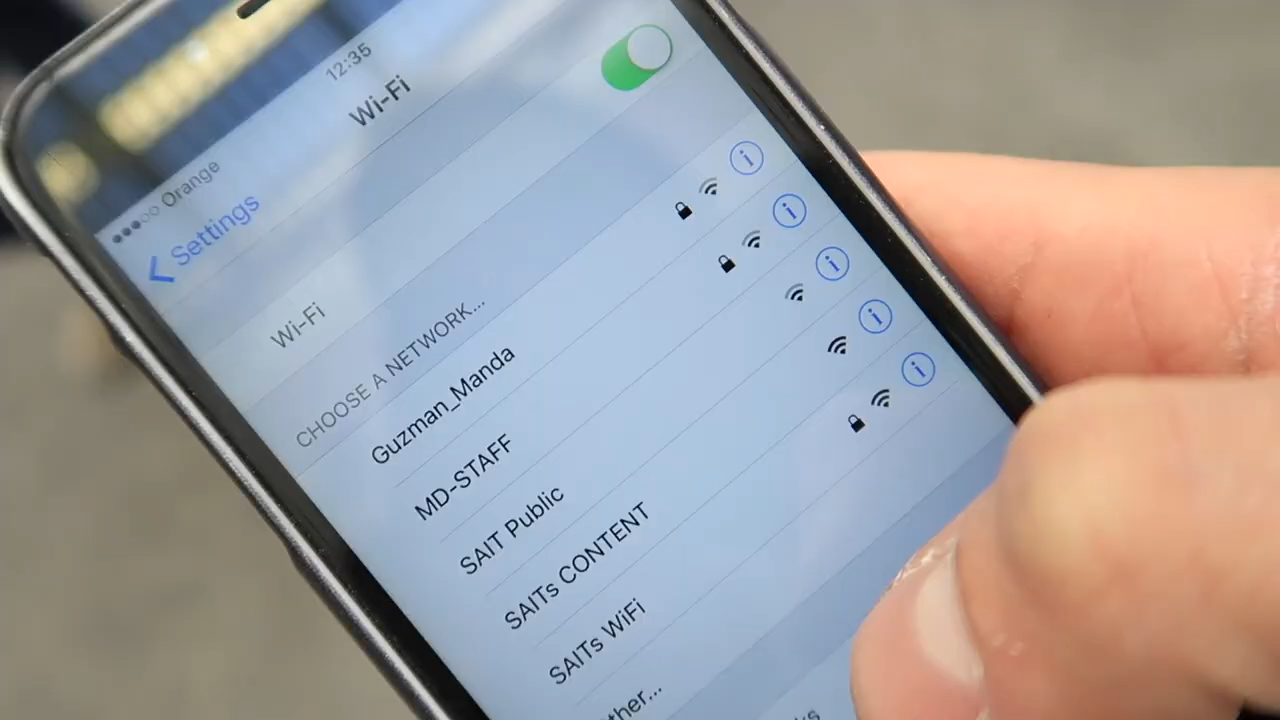 Orange 12:35
Settings Wi-Fi
Wi-Fi
CHOOSE A NETWORK...
Guzman_Manda
MD-STAFF
SAIT Public
SAITs CONTENT
SAITs WiFi